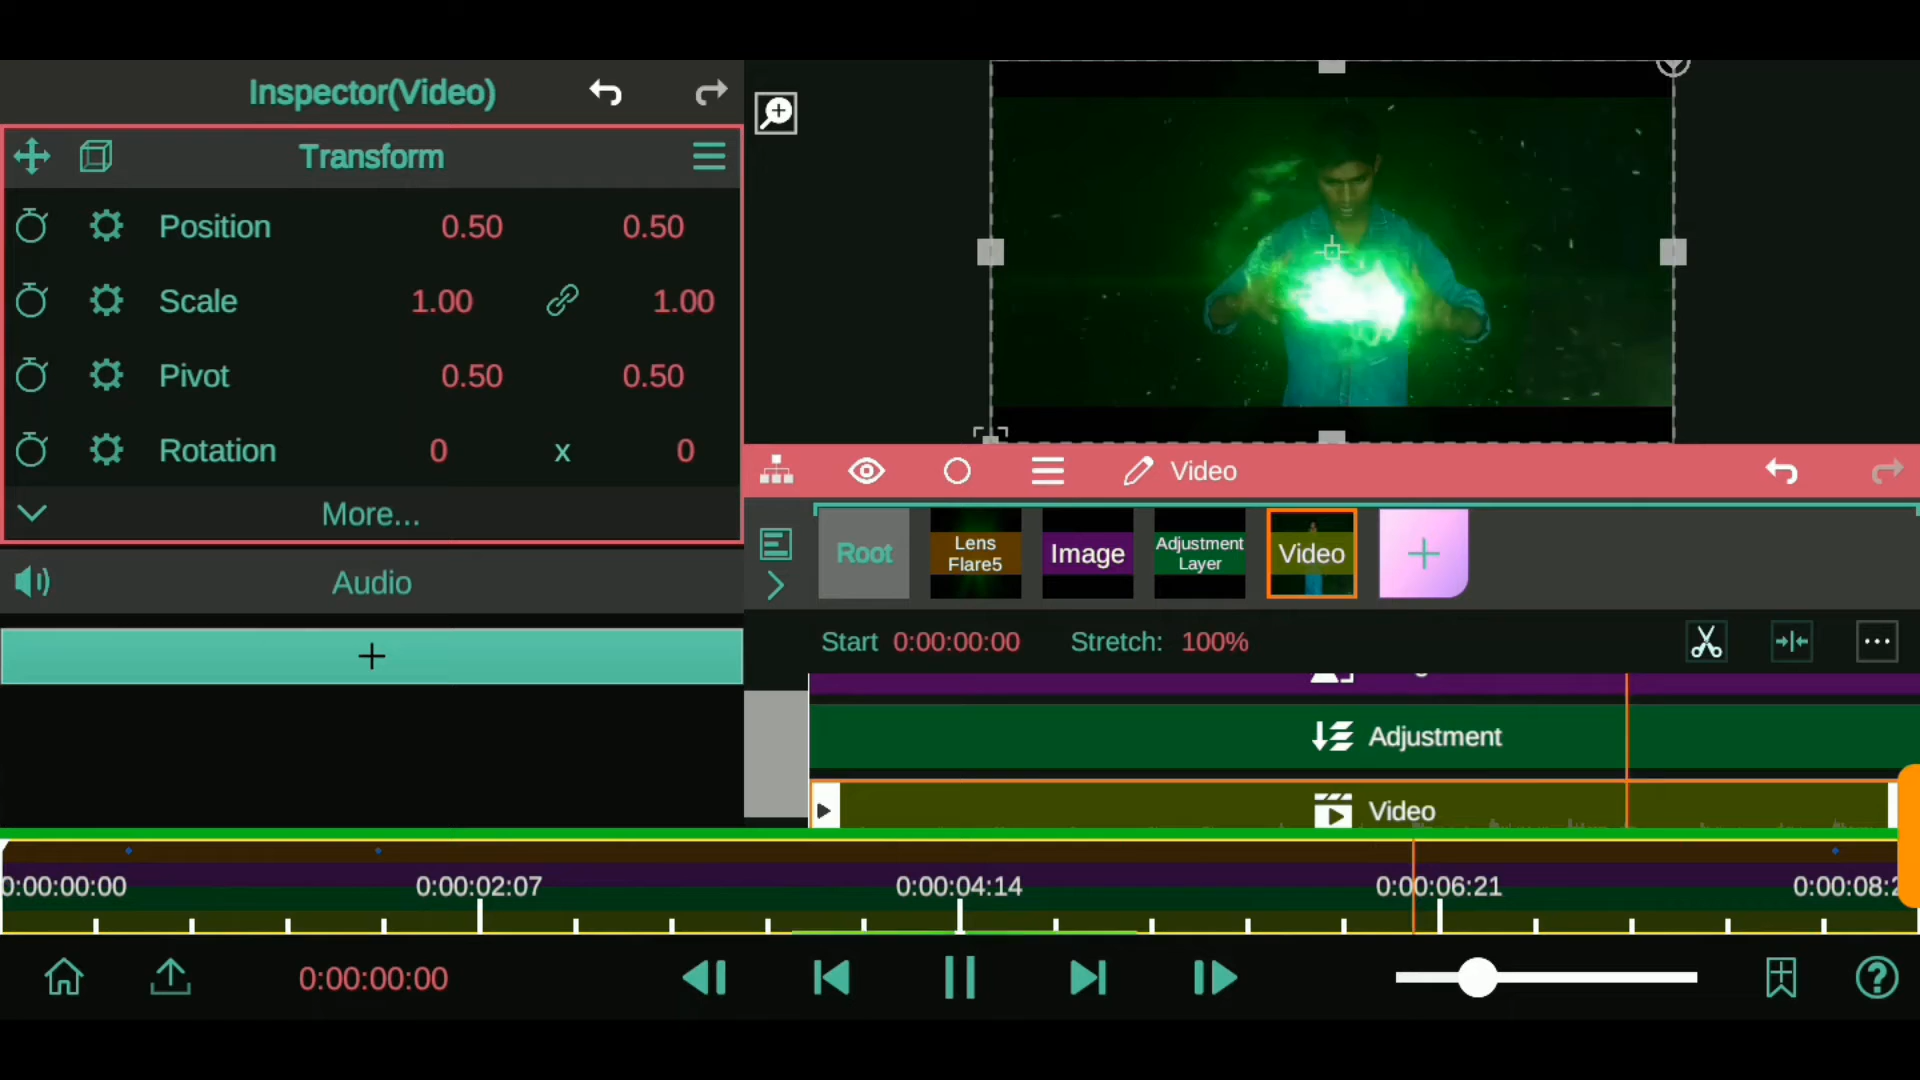 Inspector(Video)
Transform
Position 0.50 0.50
Scale 1.00 1.00
Pivot 0.50 0.50
Rotation 0 x 0
More...
Audio
+
Video
Root
Lens
Flare5
Image
Adjustment
Layer
Video
+
Start 0:00:00:00 Stretch: 100%
Adjustment
Video
0:00:00:00 0:00:02:07 0:00:04:14 0:00:06:21 0:00:08:2
0:00:00:00